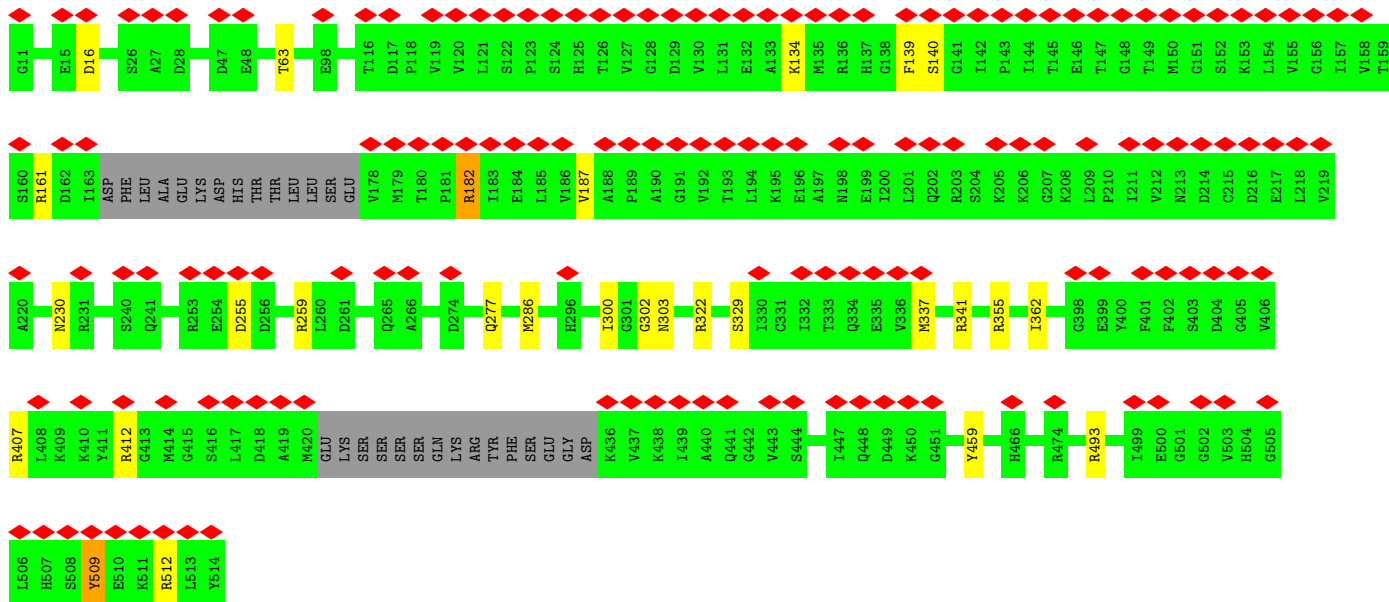 G11 E15 D16 S26 A27 D28 D47 E48 T63 E98 T116 D117 P118 V119 V120 L121 S122 P123 S124 H125 T126 V127 G128 D129 V130 L131 E132 A133 K134 M135 R136 H137 G138 F139 S140 G141 I142 P143 I144 T145 E146 T147 G148 T149 M150 G151 S152 K153 L154 V155 G156 I157 V158 T159
S160 R161 D162 I163 ASP PHE LEU ALA GLU LYS ASP HIS THR THR LEU LEU SER GLU V178 M179 T180 P181 R182 I183 E184 L185 V186 V187 A188 P189 A190 G191 V192 T193 L194 K195 E196 A197 N198 E199 I200 L201 Q202 R203 S204 K205 K206 G207 K208 L209 P210 I211 V212 N213 D214 C215 D216 E217 L218 V219
A220 N230 R231 S240 Q241 R253 E254 D255 D256 R259 L260 D261 Q265 A266 D274 Q277 M286 H296 I300 G301 G302 N303 R322 S329 I330 C331 I332 T333 Q334 E335 V336 M337 R341 R355 I362 G398 E399 Y400 F401 F402 S403 D404 G405 V406
R407 L408 K409 K410 Y411 R412 G413 M414 G415 S416 L417 D418 A419 M420 GLU LYS SER SER SER SER GLN LYS ARG TYR PHE SER GLU GLY ASP K436 V437 K438 I439 A440 Q441 G442 V443 S444 I447 Q448 D449 K450 G451 Y459 H466 R474 R493 I499 E500 G501 G502 V503 H504 G505
L506 H507 S508 Y509 E510 K511 R512 L513 Y514